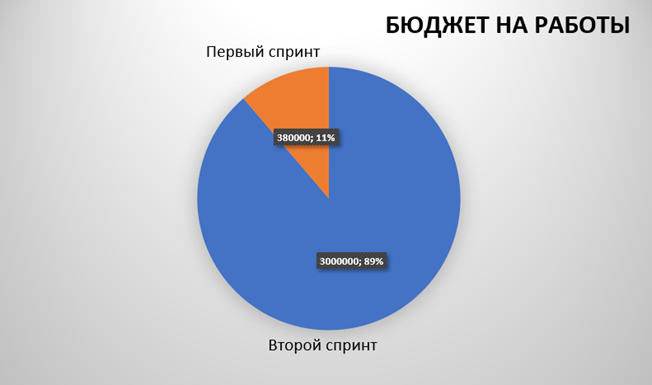 БЮДЖЕТ НА РАБОТЫ
Первый спринт
380000; 11%
3000000; 89%
Второй спринт